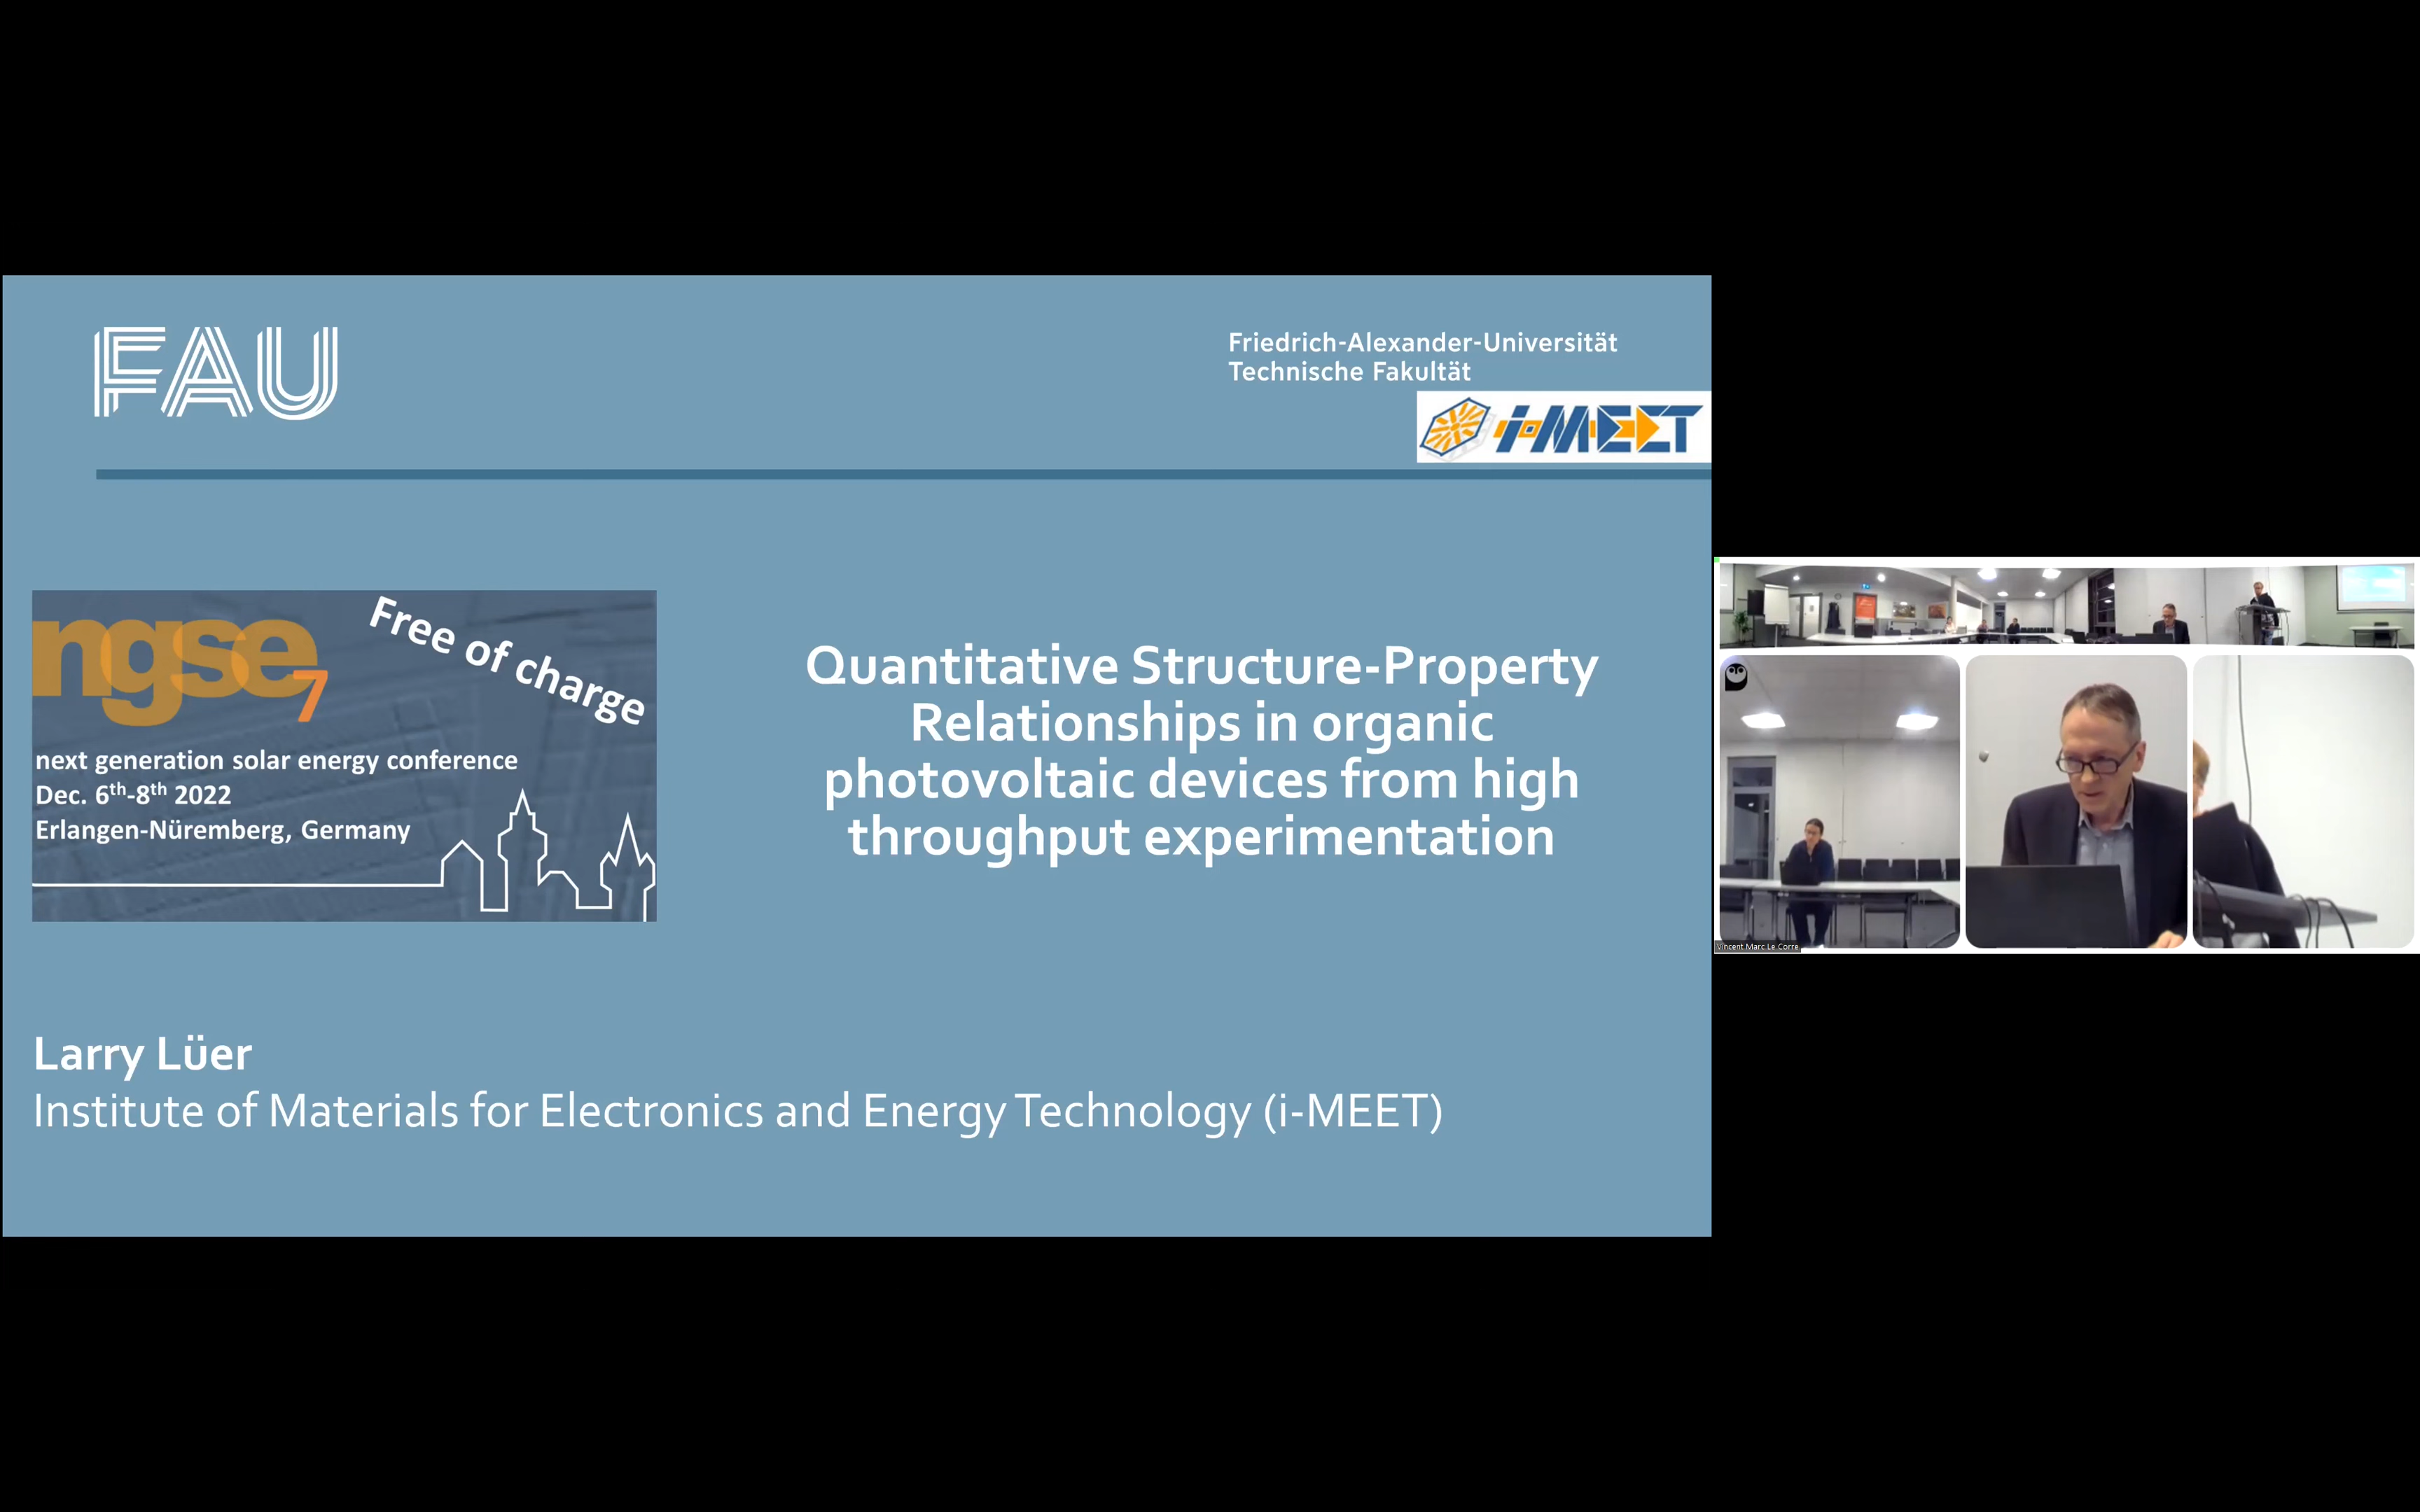 FAU
Friedrich-Alexander-Universität
Technische Fakultät
i-MEET
ngse7
Free of charge
next generation solar energy conference
Dec. 6th-8th 2022
Erlangen-Nüremberg, Germany
Quantitative Structure-Property
Relationships in organic
photovoltaic devices from high
throughput experimentation
Larry Lüer
Institute of Materials for Electronics and Energy Technology (i-MEET)
Vincent Marc Le Corre